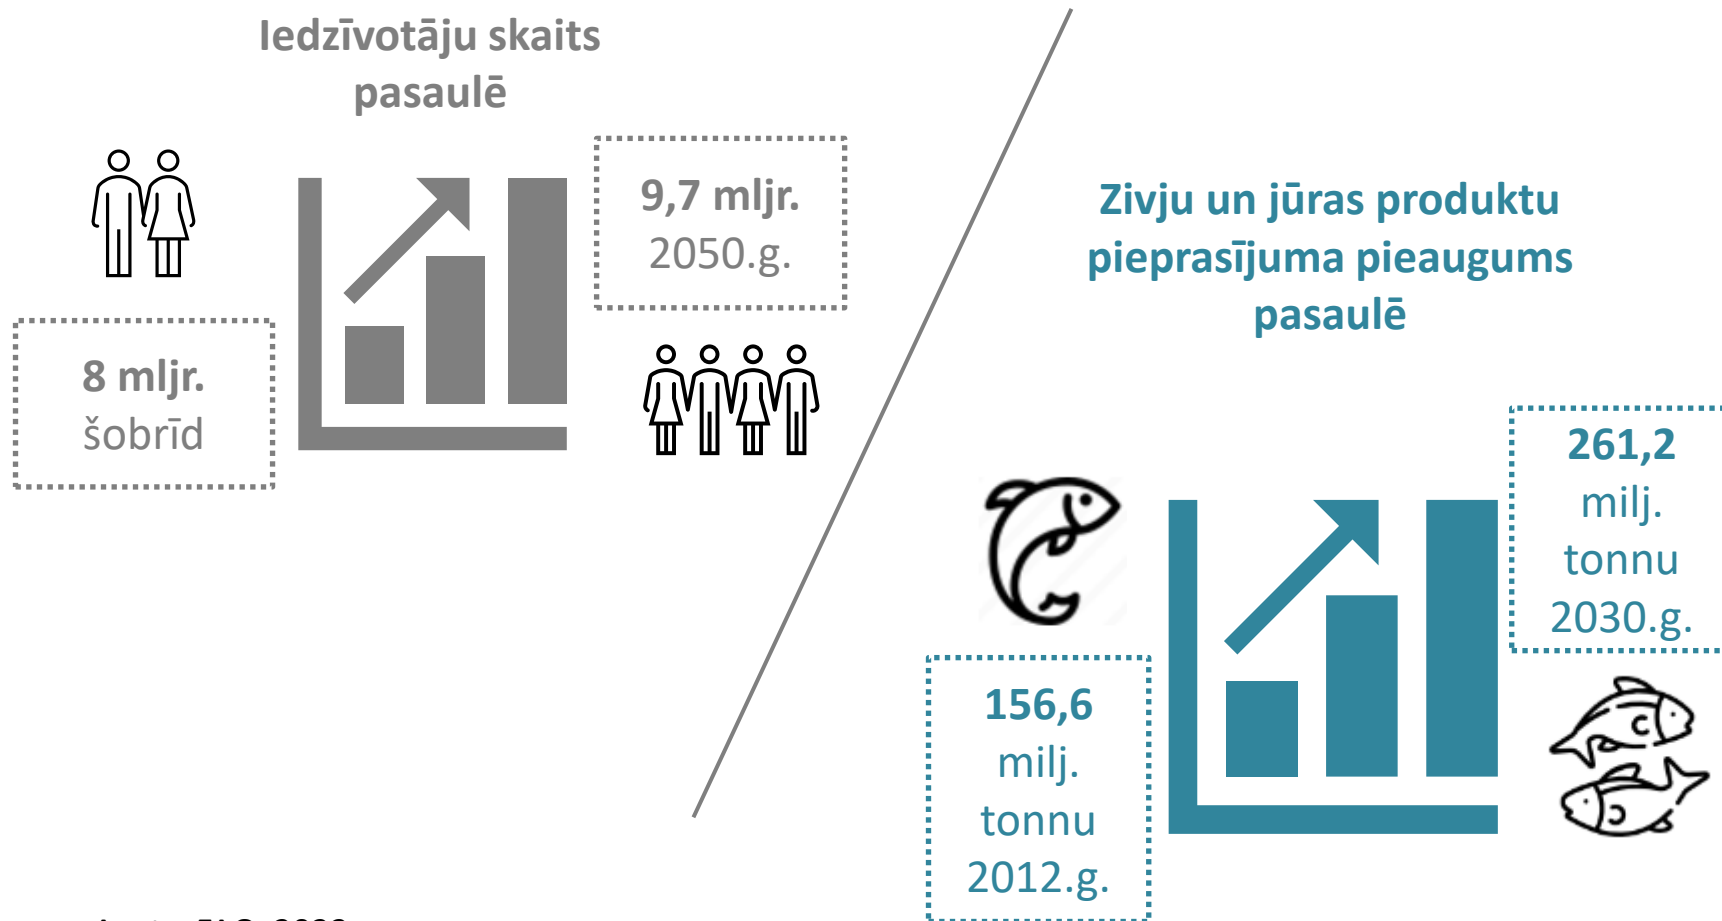 Iedzīvotāju skaits
pasaulē
9,7 mljr.
2050.g.
8 mljr.
šobrīd
Zivju un jūras produktu
pieprasījuma pieaugums
pasaulē
261,2
milj.
tonnu
2030.g.
156,6
milj.
tonnu
2012.g.